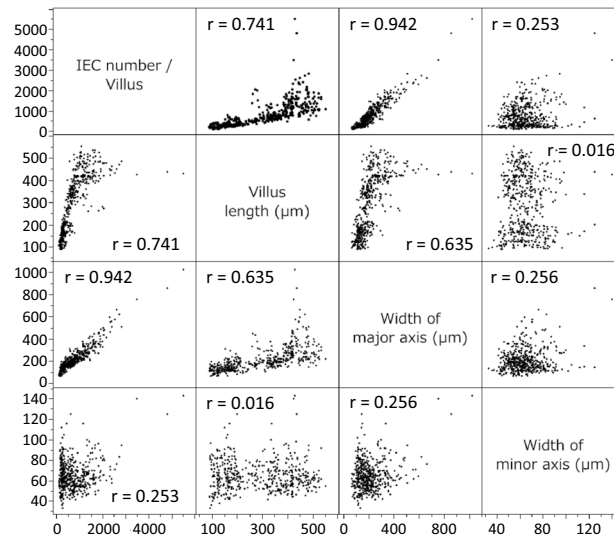 5000
4000
3000
2000
1000
0
IEC number /
Villus
r = 0.741
r = 0.942
r = 0.253
500
400
300
200
100
r = 0.741
Villus
length (µm)
r = 0.635
r = 0.016
1000
800
600
400
200
0
r = 0.942
r = 0.635
Width of
major axis (µm)
r = 0.256
140
120
100
80
60
40
r = 0.253
r = 0.016
r = 0.256
Width of
minor axis (µm)
0 2000 4000 100 300 500 0 400 800 40 80 120